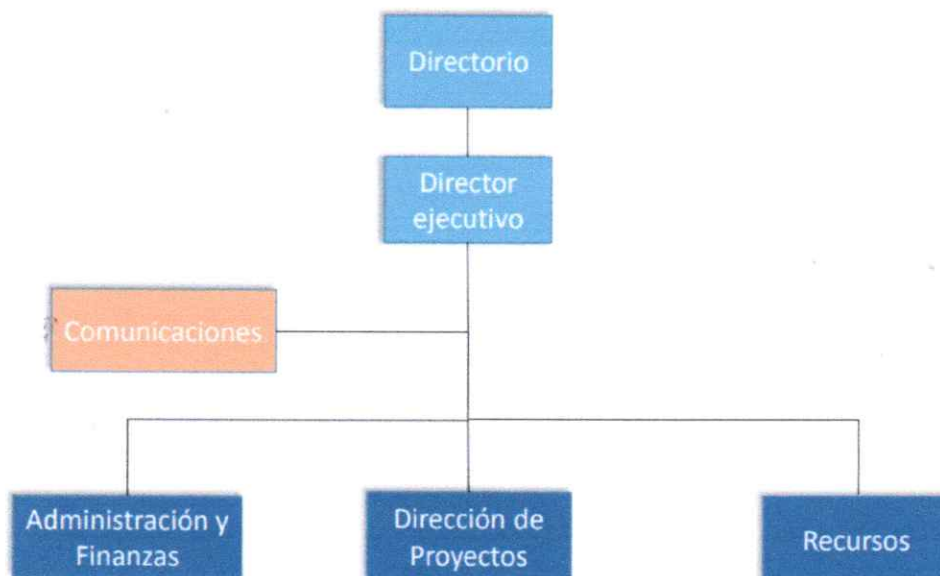 Directorio
Director
ejecutivo
Comunicaciones
Administración y
Finanzas
Dirección de
Proyectos
Recursos